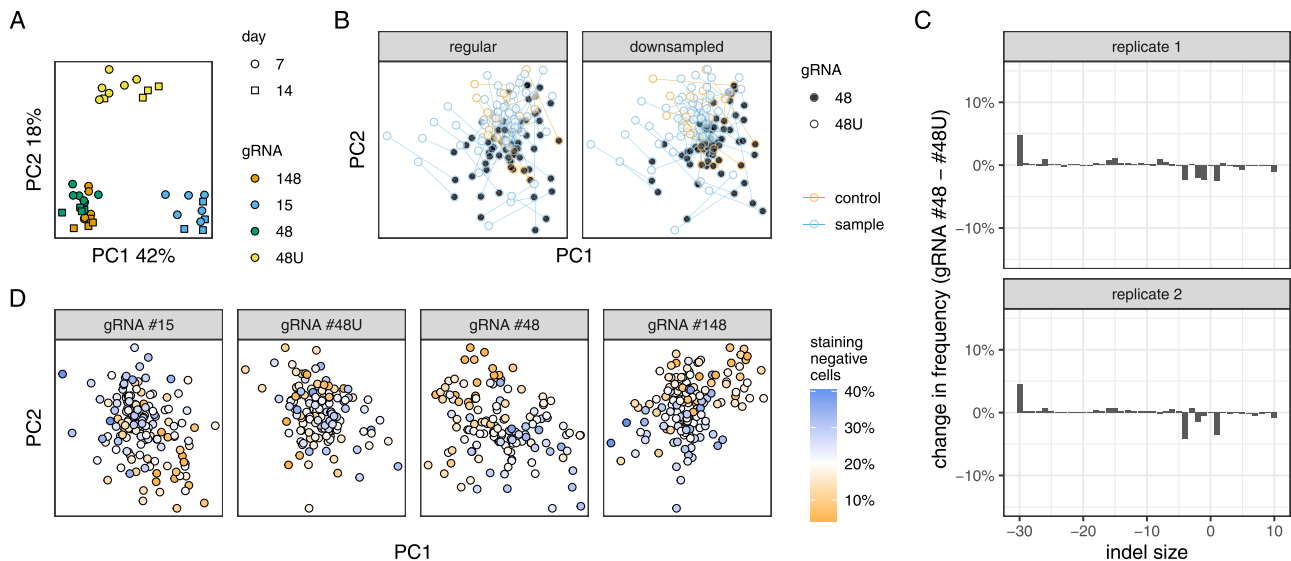 A
PC2 18%
PC1 42%
day
7
14
gRNA
148
15
48
48U
B
regular
downsampled
PC2
PC1
gRNA
48
48U
control
sample
C
replicate 1
10%
0%
−10%
replicate 2
10%
0%
−10%
change in frequency (gRNA #48 − #48U)
−30
−20
−10
0
10
indel size
D
gRNA #15
gRNA #48U
gRNA #48
gRNA #148
PC2
PC1
staining
negative
cells
40%
30%
20%
10%